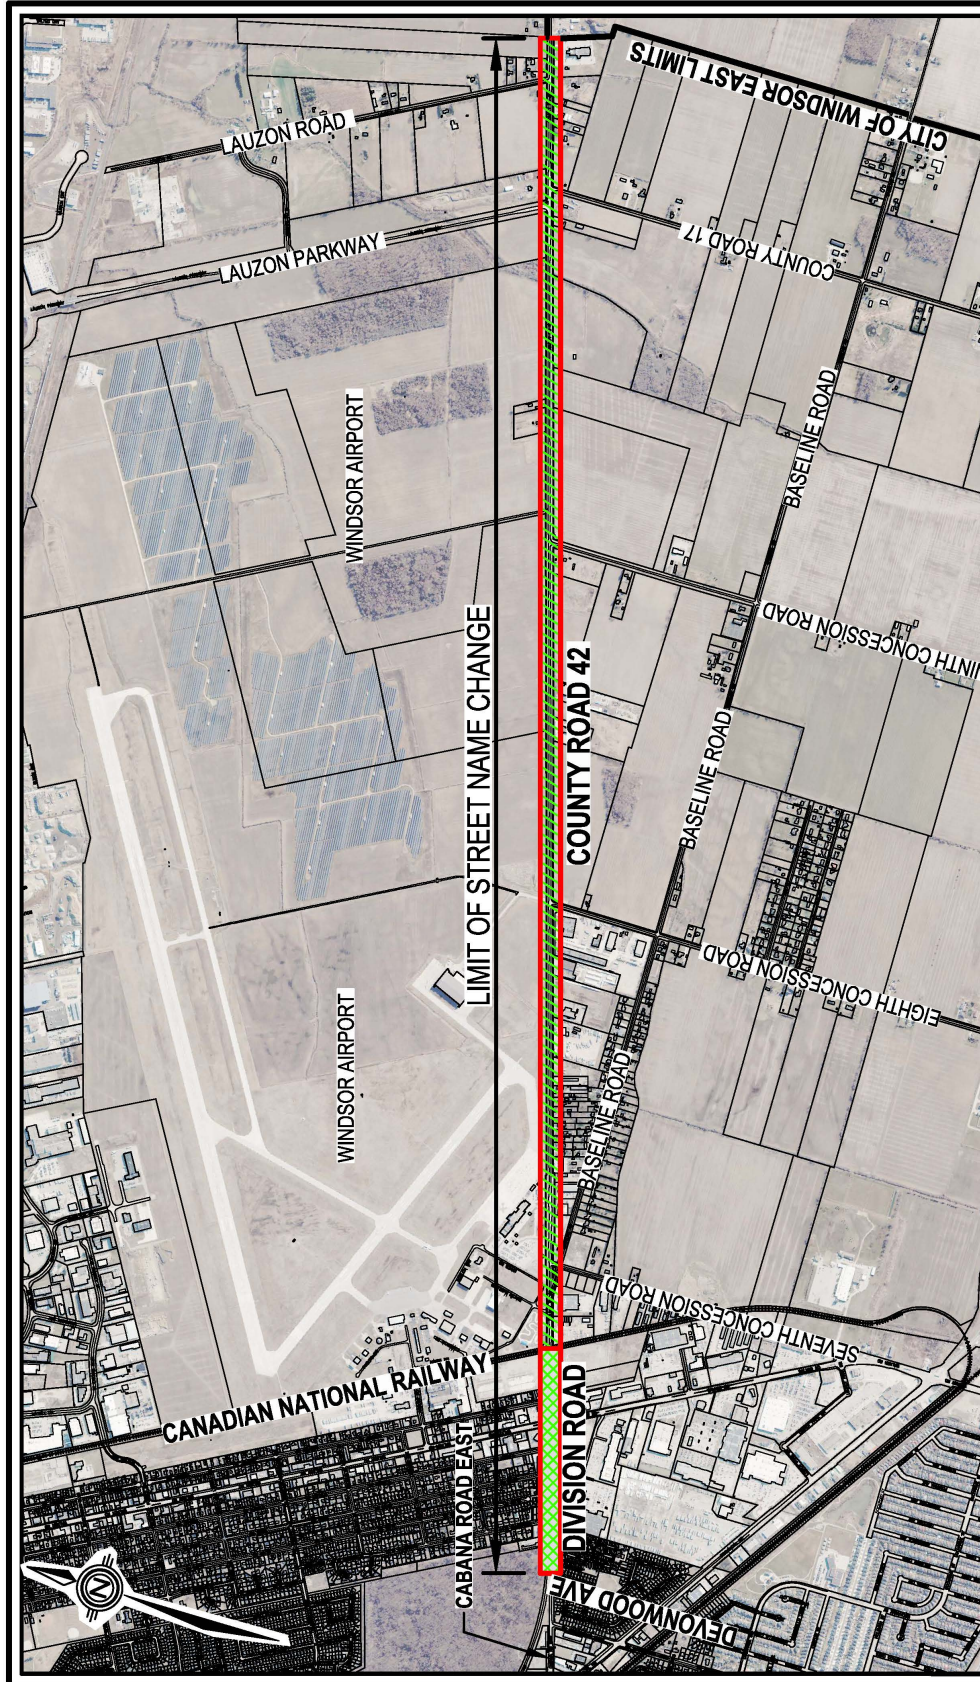 CITY OF WINDSOR EAST LIMITS
LAUZON ROAD
LAUZON PARKWAY
COUNTY ROAD 17
WINDSOR AIRPORT
BASELINE ROAD
LIMIT OF STREET NAME CHANGE
NINTH CONCESSION ROAD
COUNTY ROAD 42
BASELINE ROAD
EIGHTH CONCESSION ROAD
WINDSOR AIRPORT
BASELINE ROAD
SEVENTH CONCESSION ROAD
CANADIAN NATIONAL RAILWAY
CABANA ROAD EAST
DIVISION ROAD
DEVONWOOD AVE
N